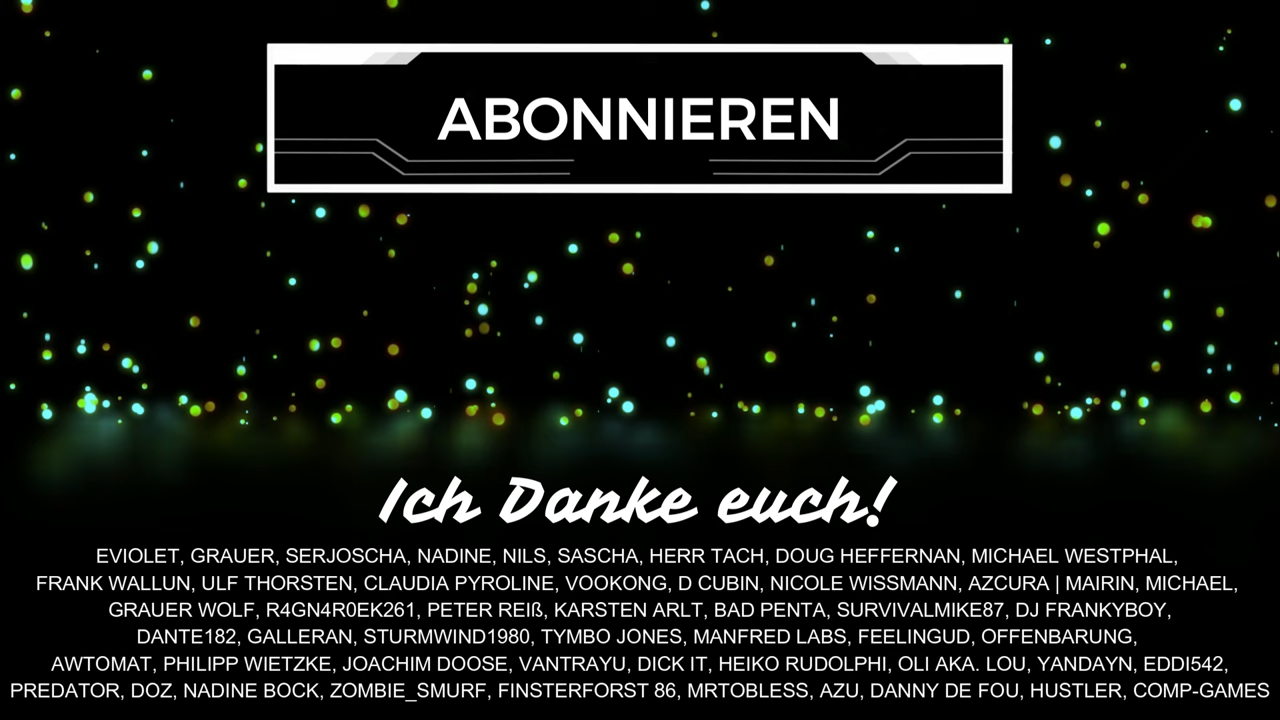 ABONNIEREN
Ich Danke euch!
EVIOLET, GRAUER, SERJOSCHA, NADINE, NILS, SASCHA, HERR TACH, DOUG HEFFERNAN, MICHAEL WESTPHAL,
FRANK WALLUN, ULF THORSTEN, CLAUDIA PYROLINE, VOOKONG, D CUBIN, NICOLE WISSMANN, AZCURA | MAIRIN, MICHAEL,
GRAUER WOLF, R4GN4R0EK261, PETER REIß, KARSTEN ARLT, BAD PENTA, SURVIVALMIKE87, DJ FRANKYBOY,
DANTE182, GALLERAN, STURMWIND1980, TYMBO JONES, MANFRED LABS, FEELINGUD, OFFENBARUNG,
AWTOMAT, PHILIPP WIETZKE, JOACHIM DOOSE, VANTRAYU, DICK IT, HEIKO RUDOLPHI, OLI AKA. LOU, YANDAYN, EDDI542,
PREDATOR, DOZ, NADINE BOCK, ZOMBIE_SMURF, FINSTERFORST 86, MRTOBLESS, AZU, DANNY DE FOU, HUSTLER, COMP-GAMES